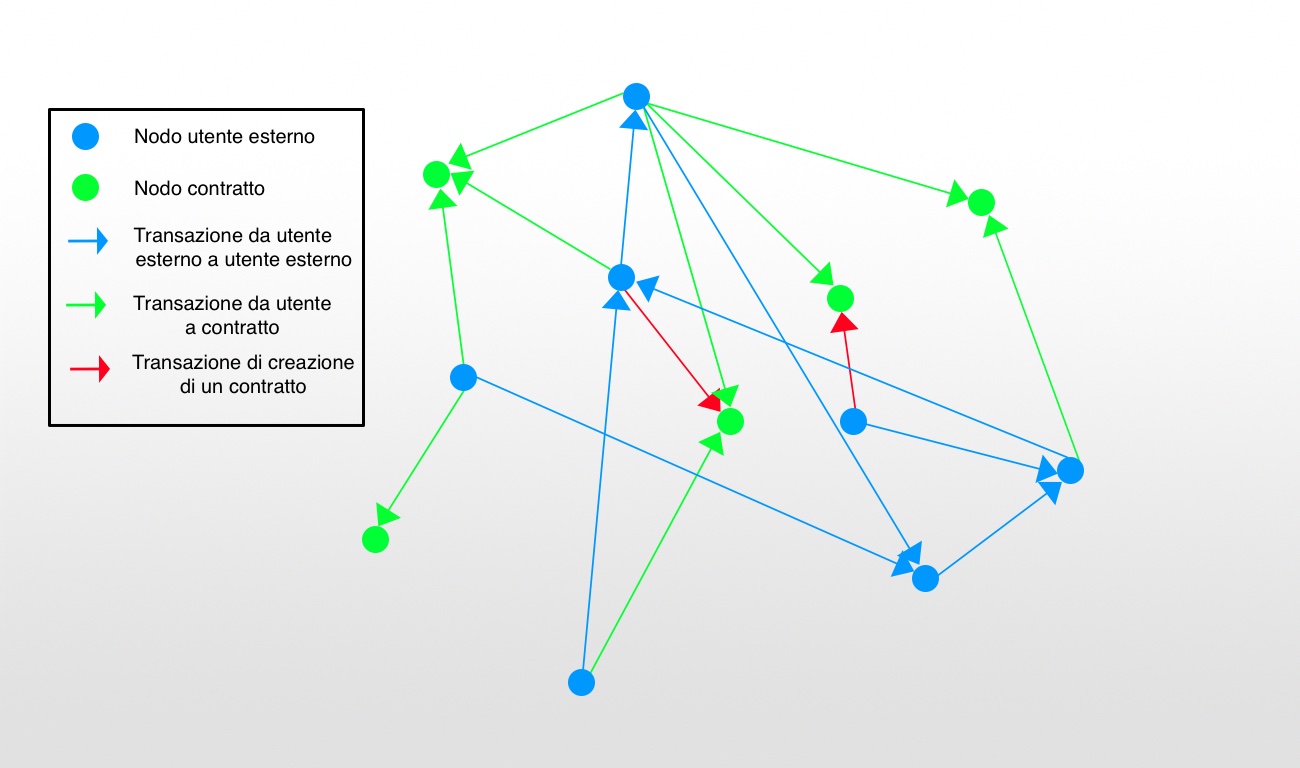 Nodo utente esterno
Nodo contratto
Transazione da utente
esterno a utente esterno
Transazione da utente
a contratto
Transazione di creazione
di un contratto